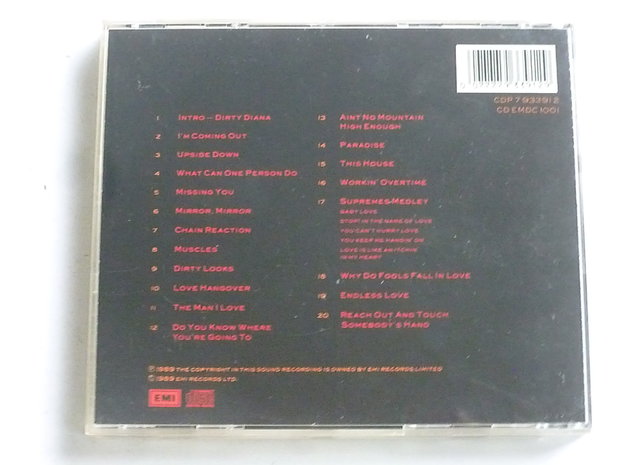 CDP 7 93391 2
CD EMDC 1001
1 INTRO – DIRTY DIANA
2 I'M COMING OUT
3 UPSIDE DOWN
4 WHAT CAN ONE PERSON DO
5 MISSING YOU
6 MIRROR, MIRROR
7 CHAIN REACTION
8 MUSCLES
9 DIRTY LOOKS
10 LOVE HANGOVER
11 THE MAN I LOVE
12 DO YOU KNOW WHERE
YOU'RE GOING TO
13 AIN'T NO MOUNTAIN
HIGH ENOUGH
14 PARADISE
15 THIS HOUSE
16 WORKIN' OVERTIME
17 SUPREMES MEDLEY
BABY LOVE
STOP! IN THE NAME OF LOVE
YOU CAN'T HURRY LOVE
YOU KEEP ME HANGIN' ON
LOVE IS LIKE AN ITCHIN'
IN MY HEART
18 WHY DO FOOLS FALL IN LOVE
19 ENDLESS LOVE
20 REACH OUT AND TOUCH
SOMEBODY'S HAND
℗ 1989 THE COPYRIGHT IN THIS SOUND RECORDING IS OWNED BY EMI RECORDS LIMITED
© 1989 EMI RECORDS LTD.
EMI